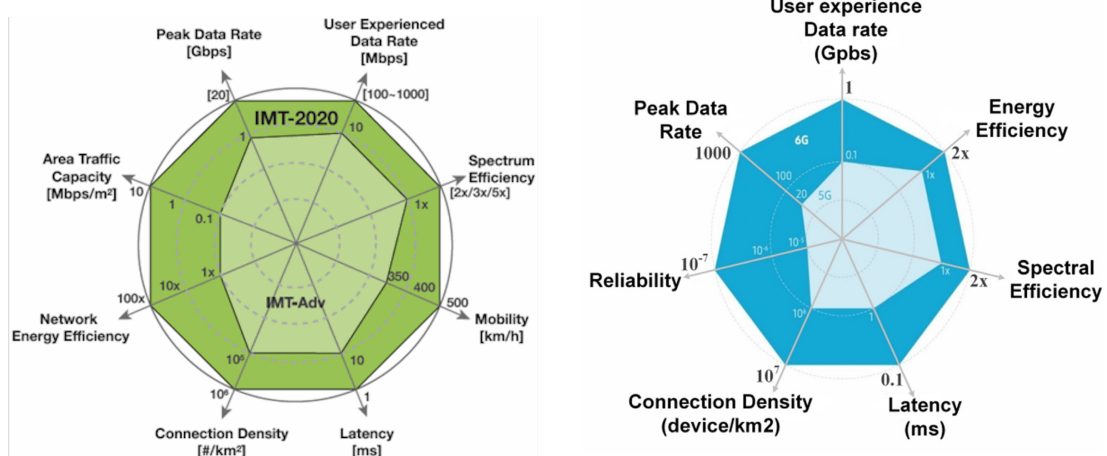 Peak Data Rate
[Gbps]
User Experienced
Data Rate
[Mbps]
[20]
[100~1000]
IMT-2020
1
10
Area Traffic
Capacity
[Mbps/m²]
10
1
0.1
Spectrum
Efficiency
[2x/3x/5x]
1x
1x
10x
100x
350
400
500
IMT-Adv
Network
Energy Efficiency
Mobility
[km/h]
10⁵
10⁶
10
1
Connection Density
[#/km²]
Latency
[ms]
User experience
Data rate
(Gpbs)
1
Peak Data
Rate
1000
Energy
Efficiency
2x
6G
0.1
1x
100
20
5G
Reliability
10⁻⁷
10⁻⁵
1x
2x
Spectral
Efficiency
10⁶
1
10⁷
0.1
Connection Density
(device/km2)
Latency
(ms)